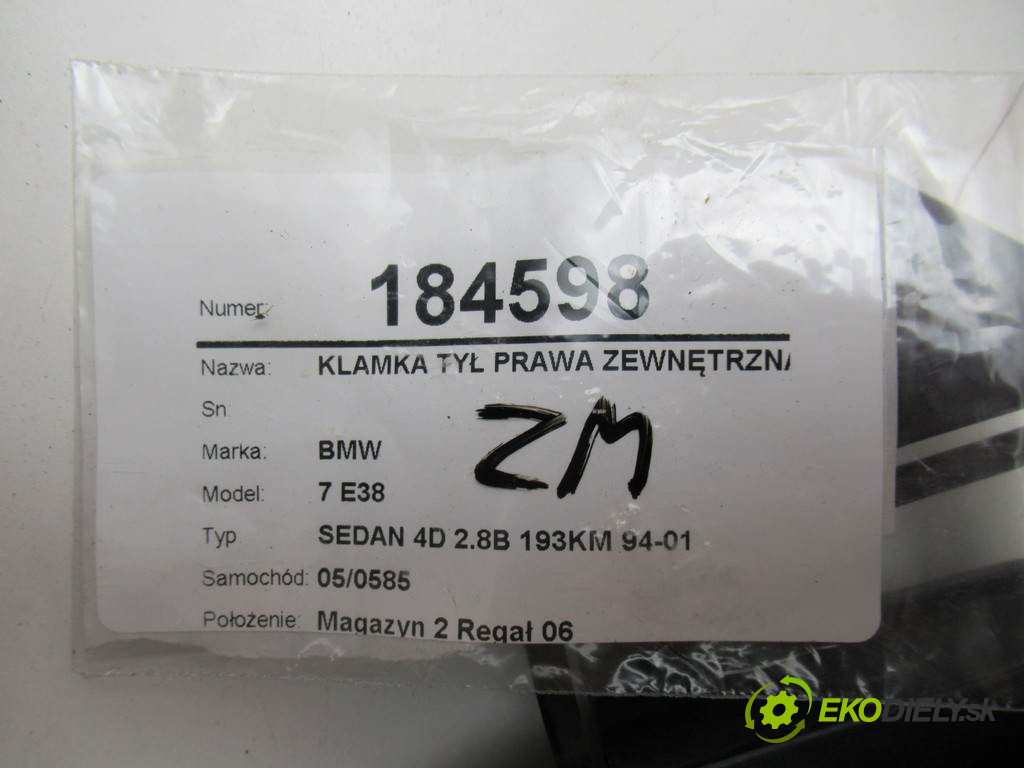 Numer: 184598
Nazwa: KLAMKA TYŁ PRAWA ZEWNĘTRZNA
Sn
ZM
Marka: BMW
Model: 7 E38
Typ SEDAN 4D 2.8B 193KM 94-01
Samochód: 05/0585
Położenie: Magazyn 2 Regał 06
EKODIELY.sk